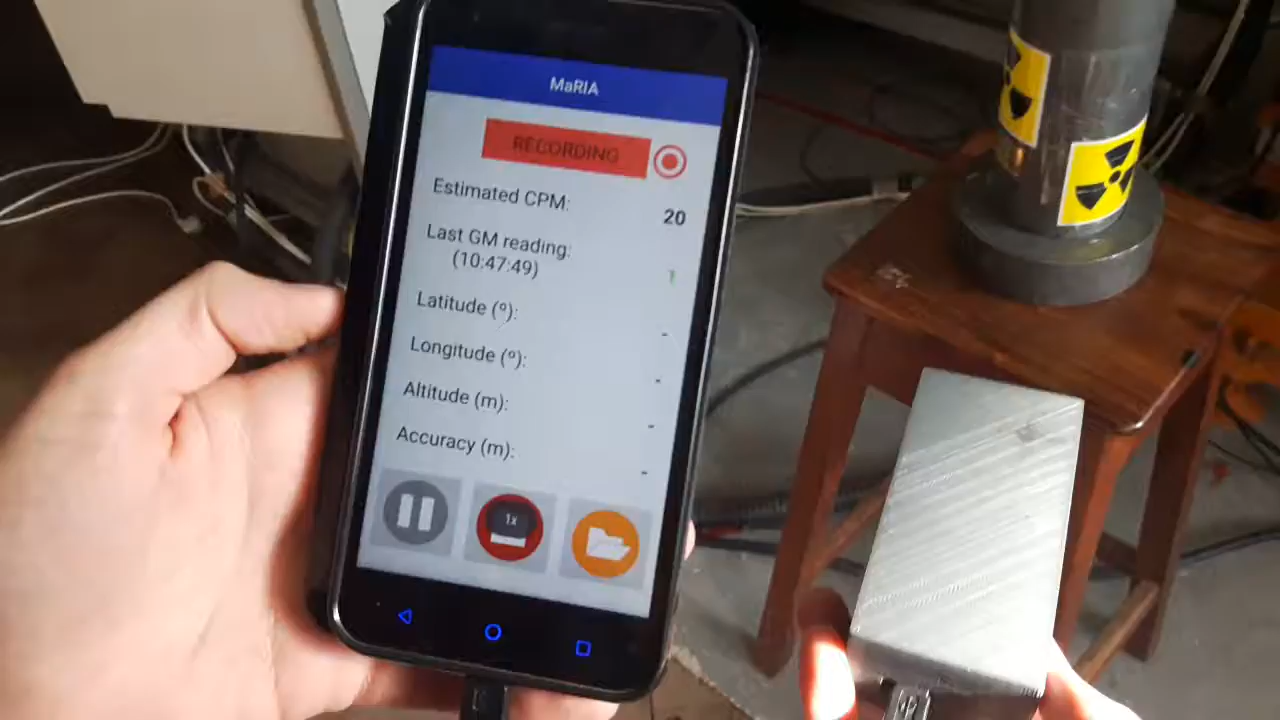 MaRIA
RECORDING
Estimated CPM:
20
Last GM reading:
(10:47:49)
1
Latitude (º):
-
Longitude (º):
-
Altitude (m):
-
Accuracy (m):
-
1x